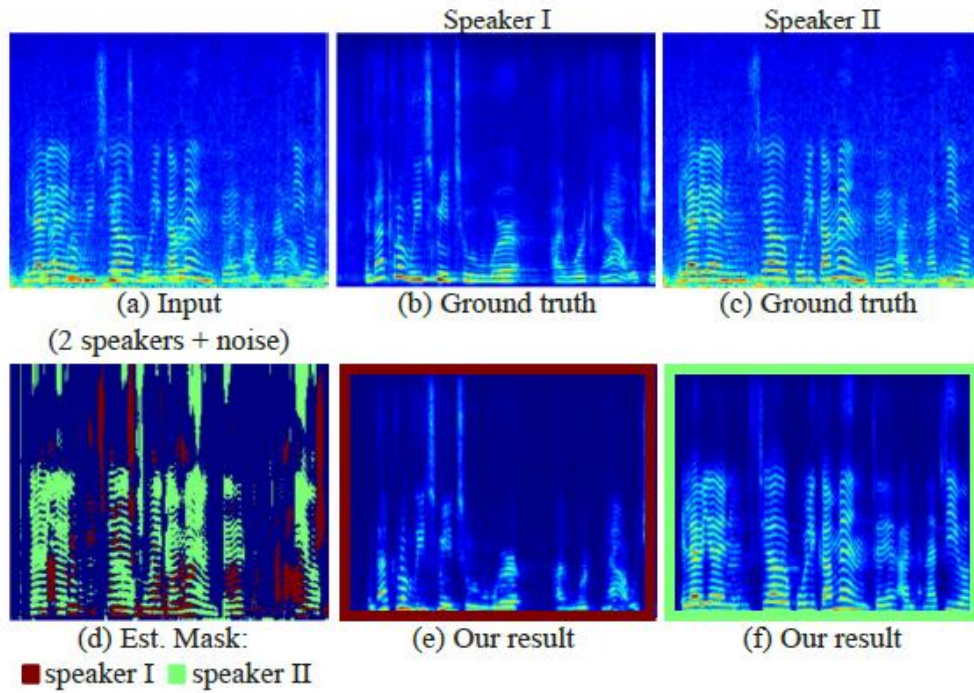 Speaker I
Speaker II
(a) Input
(2 speakers + noise)
(b) Ground truth
(c) Ground truth
(d) Est. Mask:
speaker I
speaker II
(e) Our result
(f) Our result